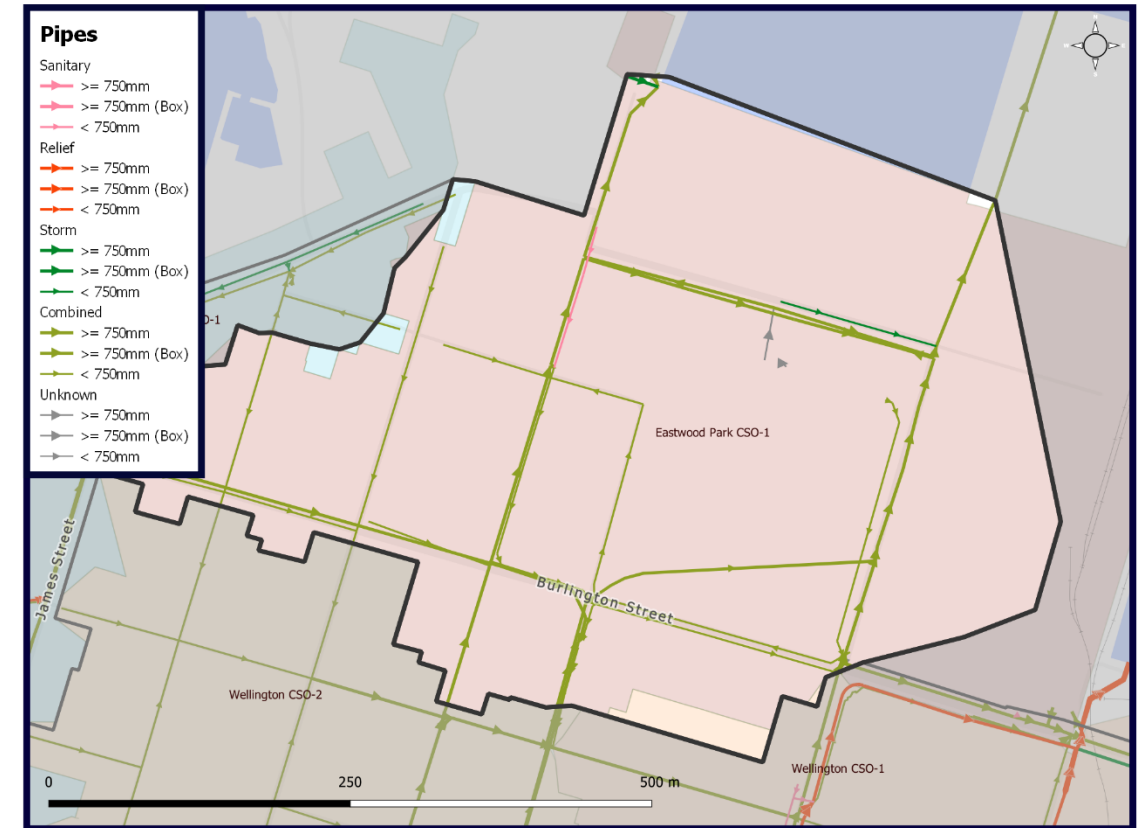 Pipes
Sanitary
>= 750mm
>= 750mm (Box)
< 750mm
Relief
>= 750mm
>= 750mm (Box)
< 750mm
Storm
>= 750mm
>= 750mm (Box)
< 750mm
Combined
>= 750mm
>= 750mm (Box)
< 750mm
Unknown
>= 750mm
>= 750mm (Box)
< 750mm
O-1
Eastwood Park CSO-1
James Street
Burlington Street
Wellington CSO-2
Wellington CSO-1
0 250 500 m